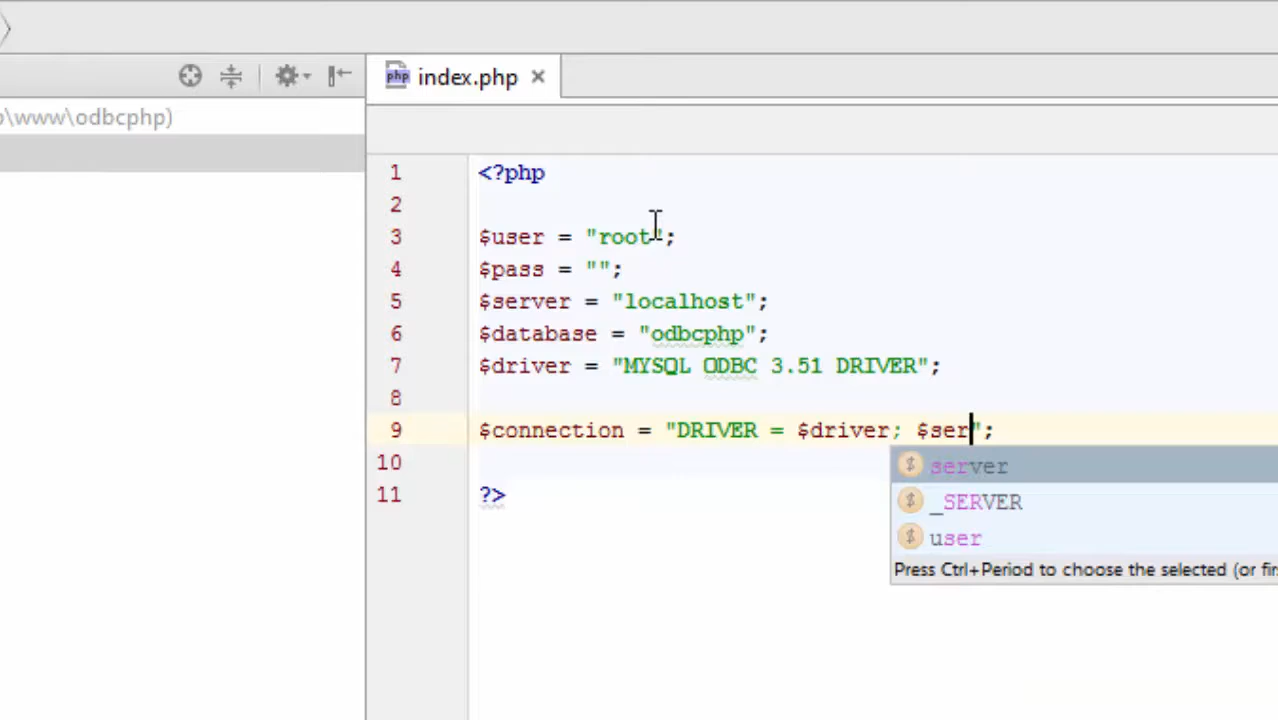 index.php
\www\odbcphp)
1 <?php
2
3 $user = "root";
4 $pass = "";
5 $server = "localhost";
6 $database = "odbcphp";
7 $driver = "MYSQL ODBC 3.51 DRIVER";
8
9 $connection = "DRIVER = $driver; $ser";
server
_SERVER
user
10
Press Ctrl+Period to choose the selected (or
11 ?>